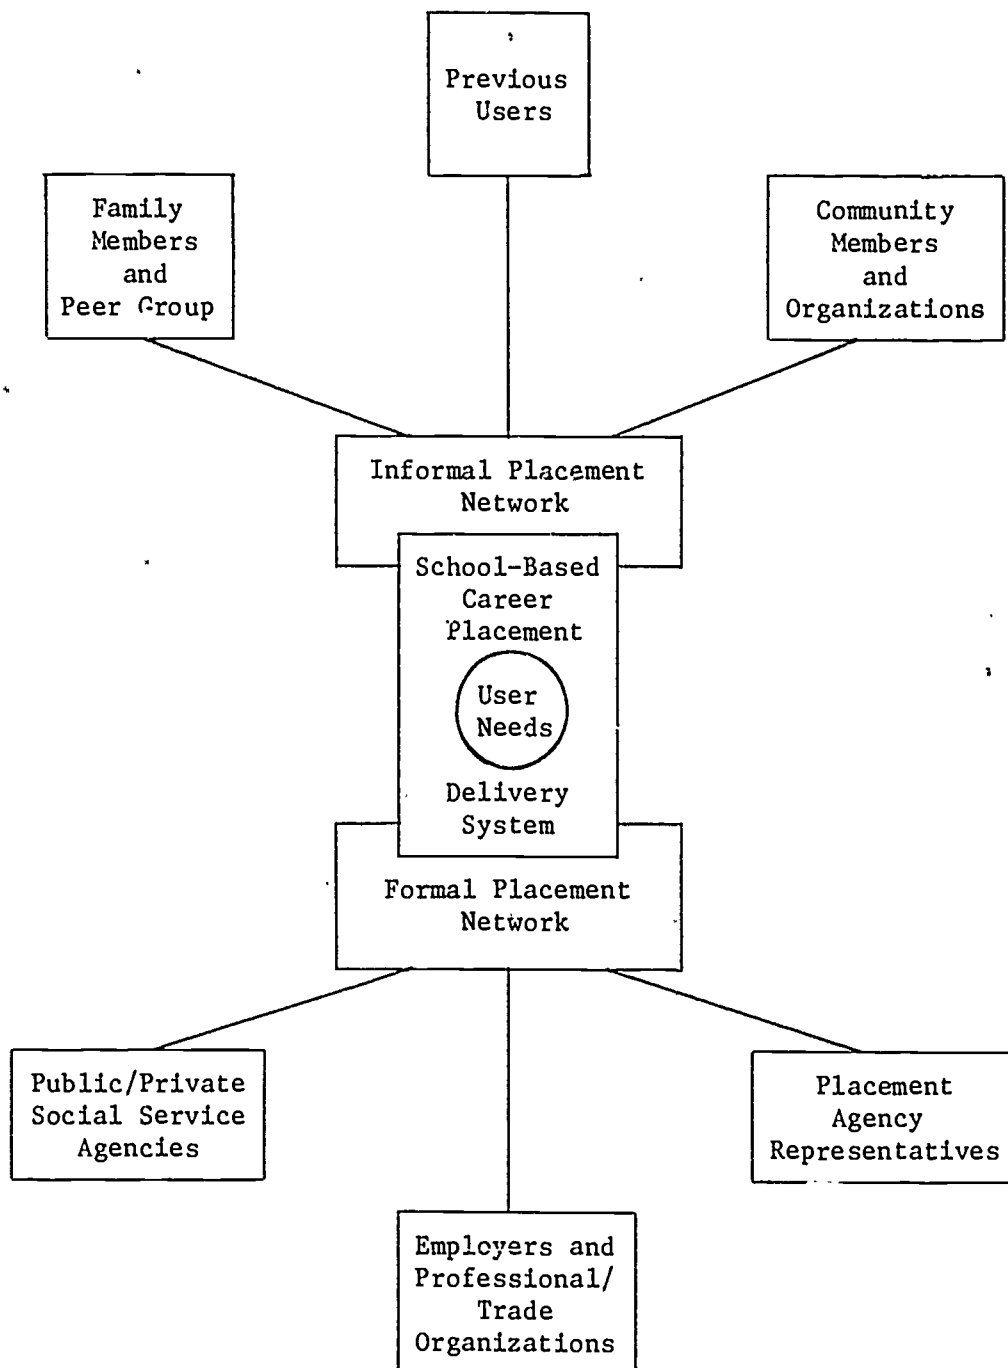 Previous
Users
Family
Members
and
Peer Group
Community
Members
and
Organizations
Informal Placement
Network
School-Based
Career
Placement
User
Needs
Delivery
System
Formal Placement
Network
Public/Private
Social Service
Agencies
Placement
Agency
Representatives
Employers and
Professional/
Trade
Organizations